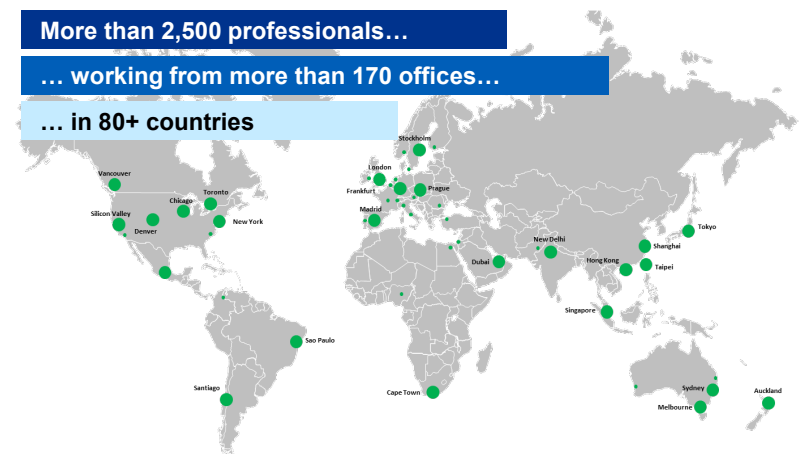 More than 2,500 professionals…
… working from more than 170 offices…
… in 80+ countries
Stockholm
London
Vancouver
Frankfurt
Prague
Toronto
Chicago
Madrid
Silicon Valley
New York
Denver
Tokyo
New Delhi
Shanghai
Dubai
Hong Kong
Taipei
Singapore
Sao Paulo
Santiago
Cape Town
Sydney
Auckland
Melbourne